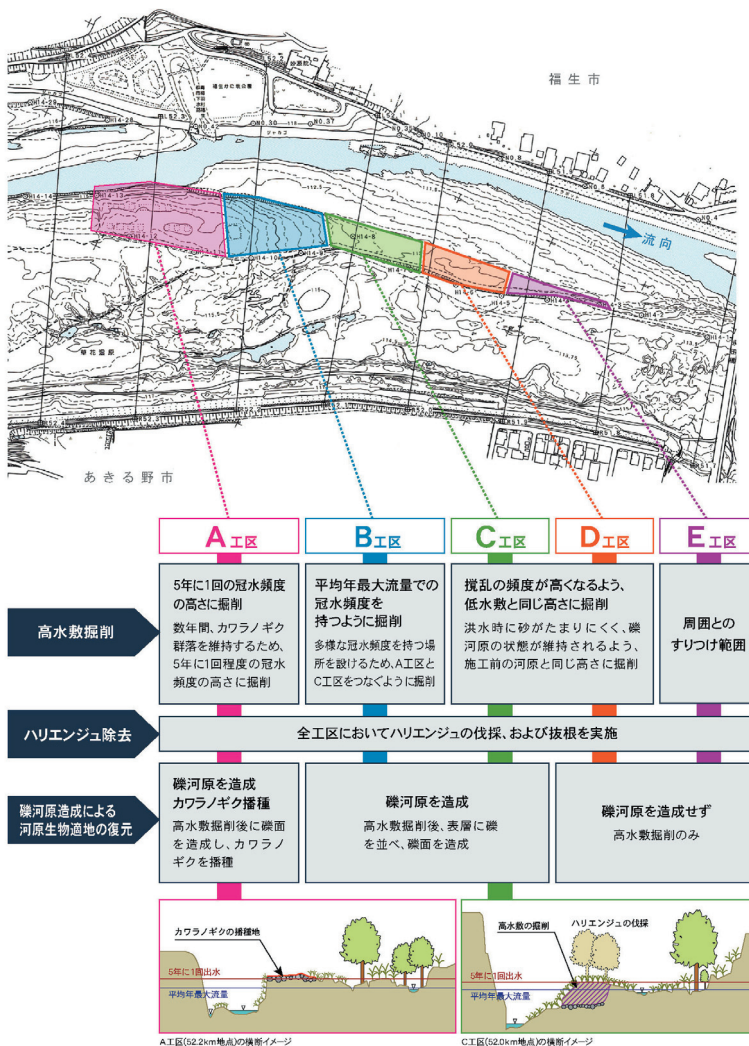 福生市
福生かに坂公園
流向
草花湿原
あきる野市
A工区
B工区
C工区
D工区
E工区
高水敷掘削
5年に1回の冠水頻度
の高さに掘削
数年間、カワラノギク
群落を維持するため、
5年に1回程度の冠水
頻度の高さに掘削
平均年最大流量での
冠水頻度を
持つように掘削
多様な冠水頻度を持つ場
所を設けるため、A工区と
C工区をつなぐように掘削
撹乱の頻度が高くなるよう、
低水敷と同じ高さに掘削
洪水時に砂がたまりにくく、礫
河原の状態が維持されるよう、
施工前の河原と同じ高さに掘削
周囲との
すりつけ範囲
ハリエンジュ除去
全工区においてハリエンジュの伐採、および抜根を実施
礫河原造成による
河原生物適地の復元
礫河原を造成
カワラノギク播種
高水敷掘削後に礫面
を造成し、カワラノ
ギクを播種
礫河原を造成
高水敷掘削後、表層に礫
を並べ、礫面を造成
礫河原を造成せず
高水敷掘削のみ
カワラノギクの播種地
5年に1回出水
平均年最大流量
A工区(52.2km地点)の横断イメージ
高水敷の掘削
ハリエンジュの伐採
5年に1回出水
平均年最大流量
C工区(52.0km地点)の横断イメージ